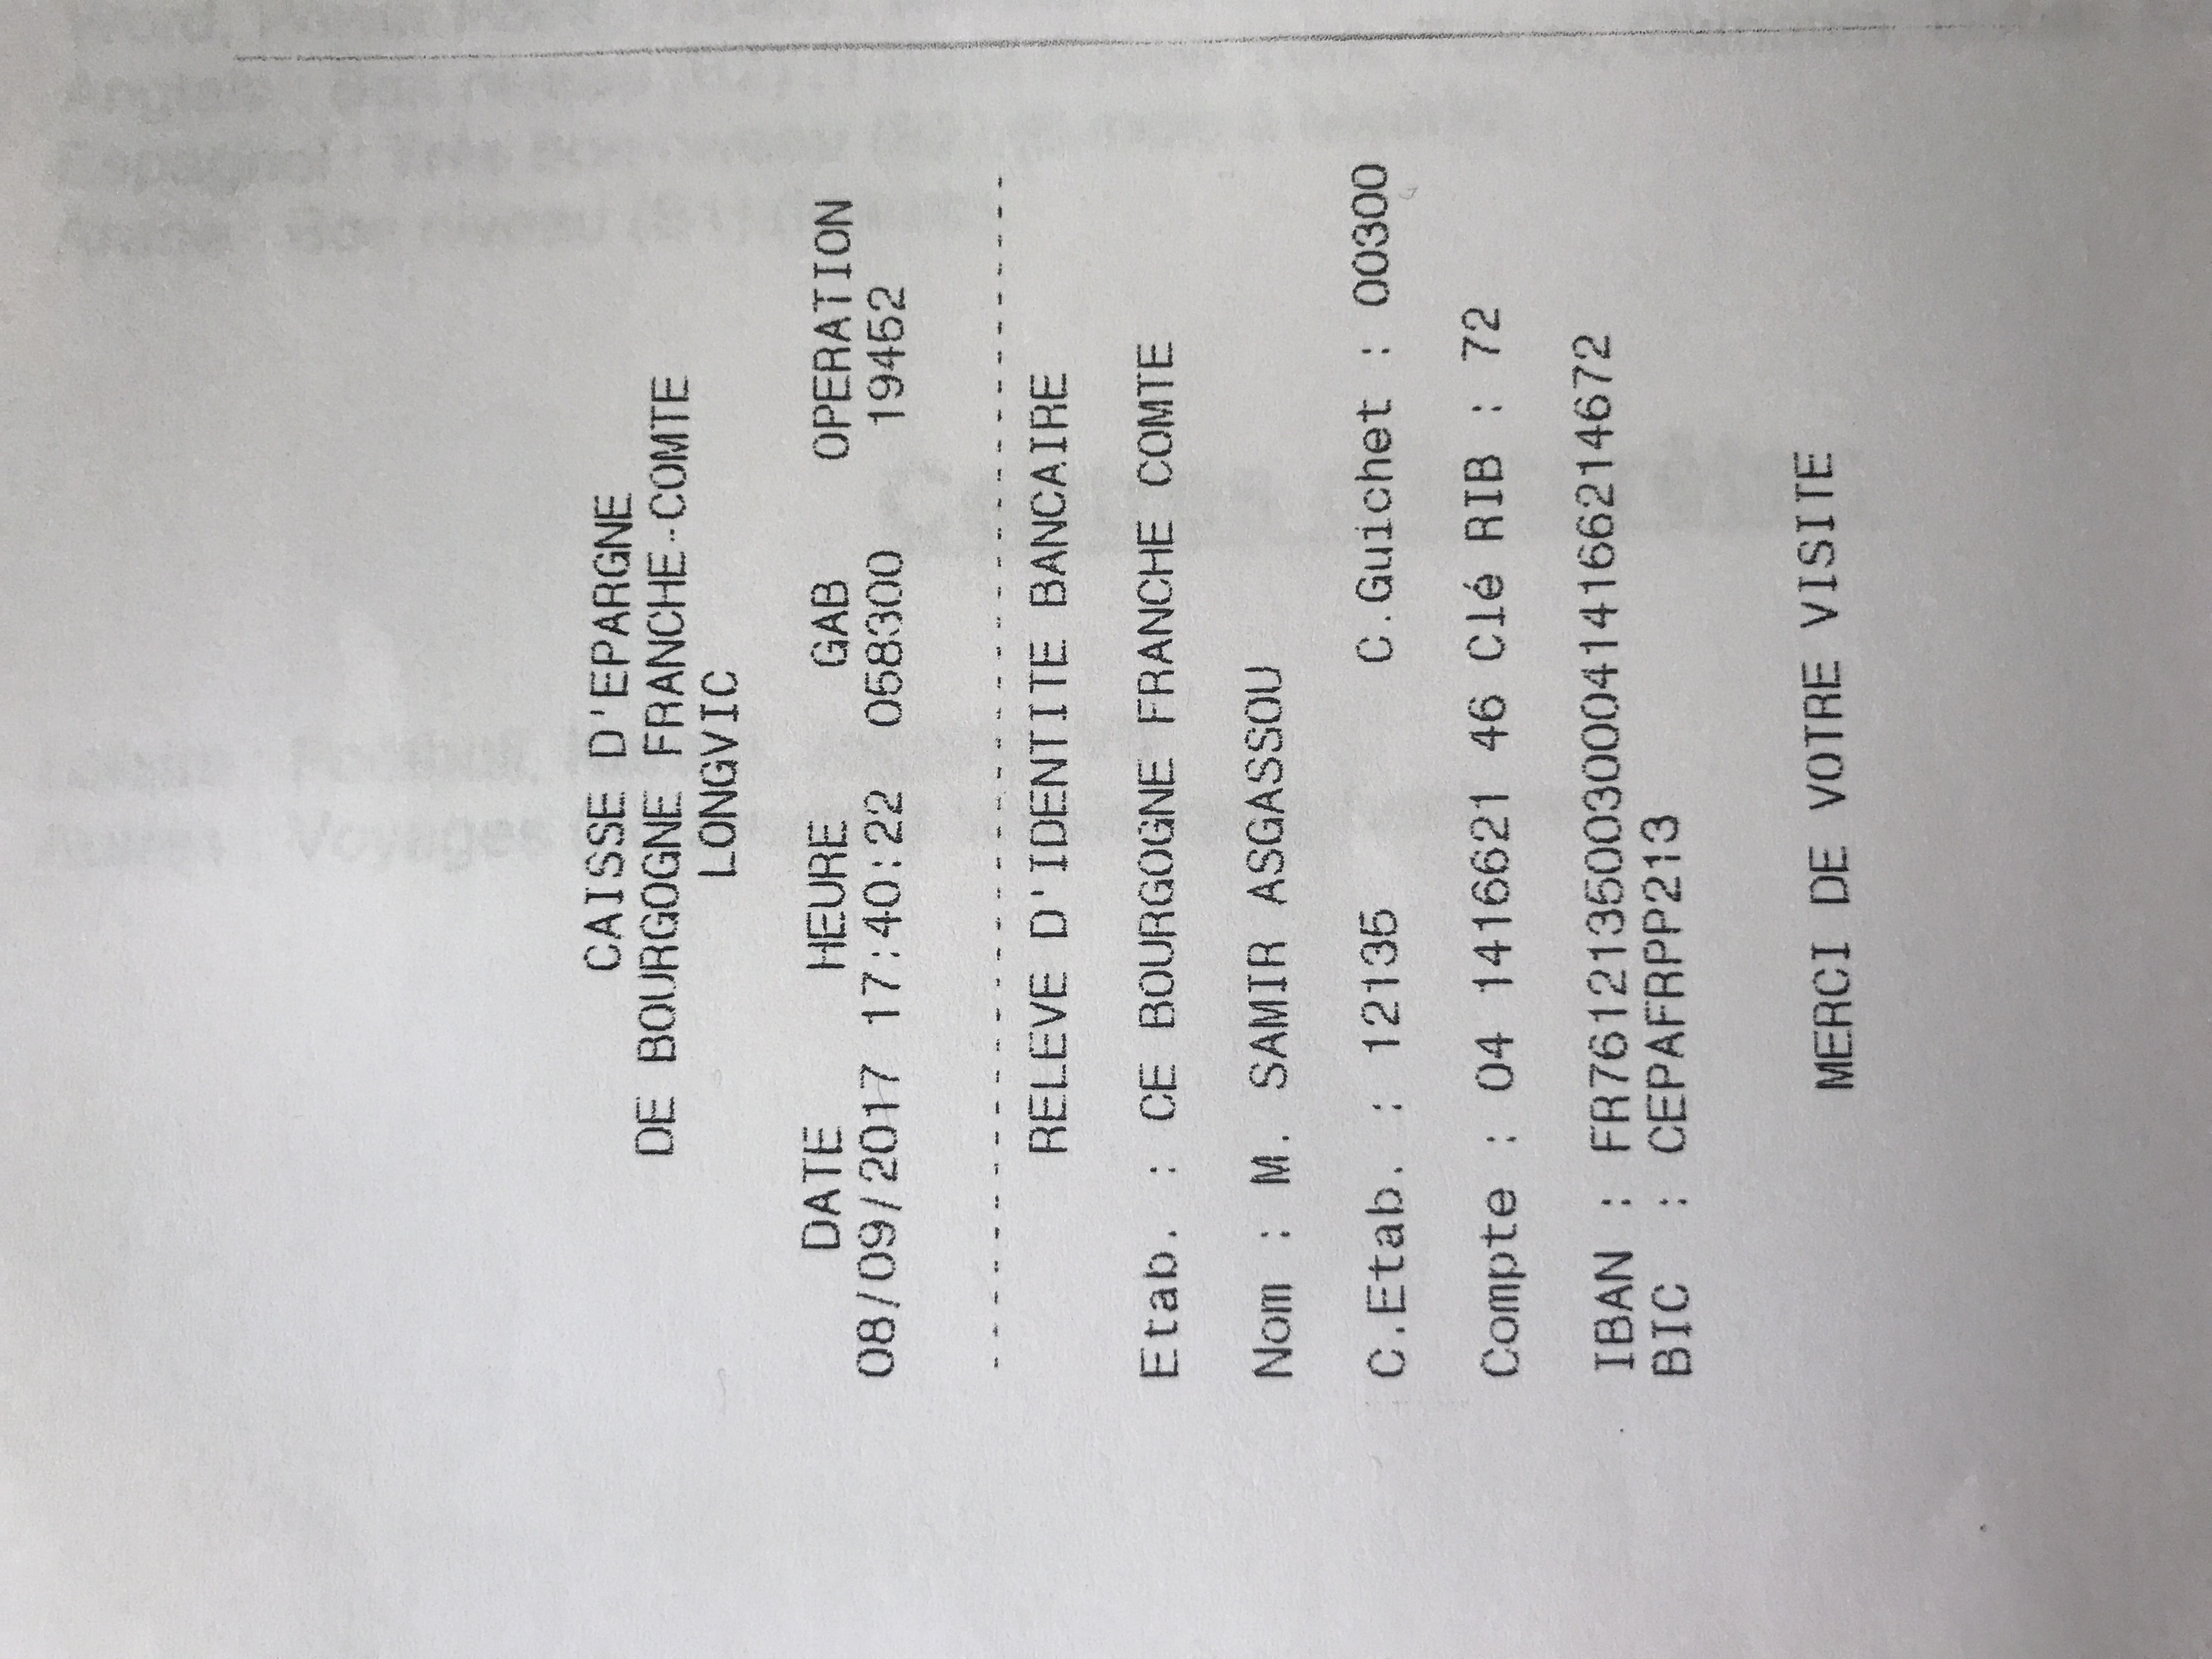 CAISSE D'EPARGNE
DE BOURGOGNE FRANCHE-COMTE
LONGVIC
DATE HEURE GAB OPERATION
08/09/2017 17:40:22 058300 19452
--------------------------------------
RELEVE D'IDENTITE BANCAIRE
Etab. : CE BOURGOGNE FRANCHE COMTE
Nom : M. SAMIR ASGASSOU
C.Etab. : 12135 C.Guichet : 00300
Compte : 04 1416621 46 Clé RIB : 72
IBAN : FR7612135003000414166214672
BIC : CEPAFRPP213
MERCI DE VOTRE VISITE